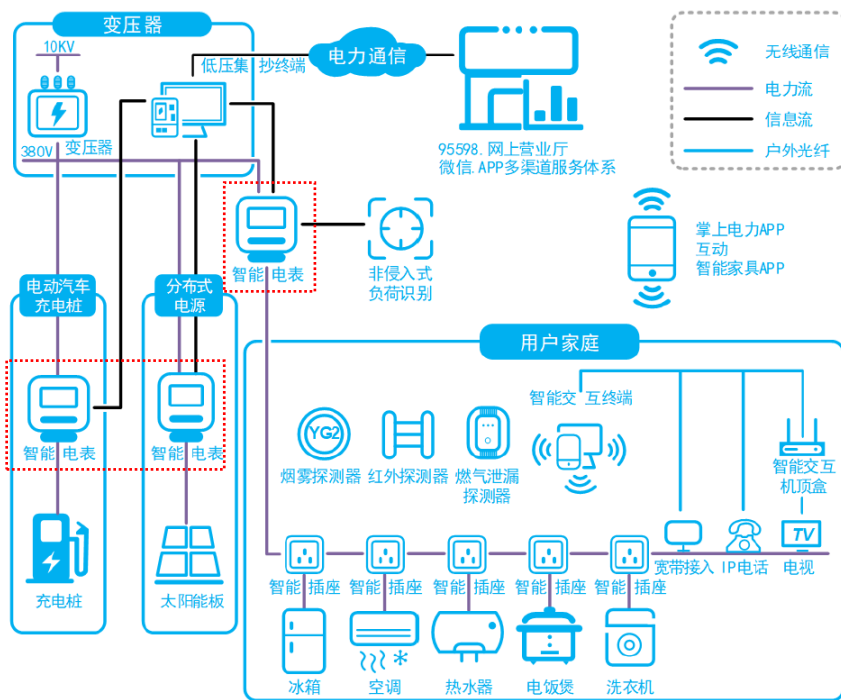 变压器
10KV
低压集 抄终端
变压器
380V
电力通信
95598.网上营业厅
微信.APP多渠道服务体系
无线通信
电力流
信息流
户外光纤
智能 电表
非侵入式
负荷识别
掌上电力APP
互动
智能家具APP
电动汽车
充电桩
智能 电表
充电桩
分布式
电源
智能 电表
太阳能板
用户家庭
YG2
烟雾探测器
红外探测器
燃气泄漏
探测器
智能交 互终端
智能交互
机顶盒
宽带接入
IP电话
TV
电视
智能 插座
智能 插座
智能 插座
智能 插座
智能 插座
冰箱
空调
热水器
电饭煲
洗衣机